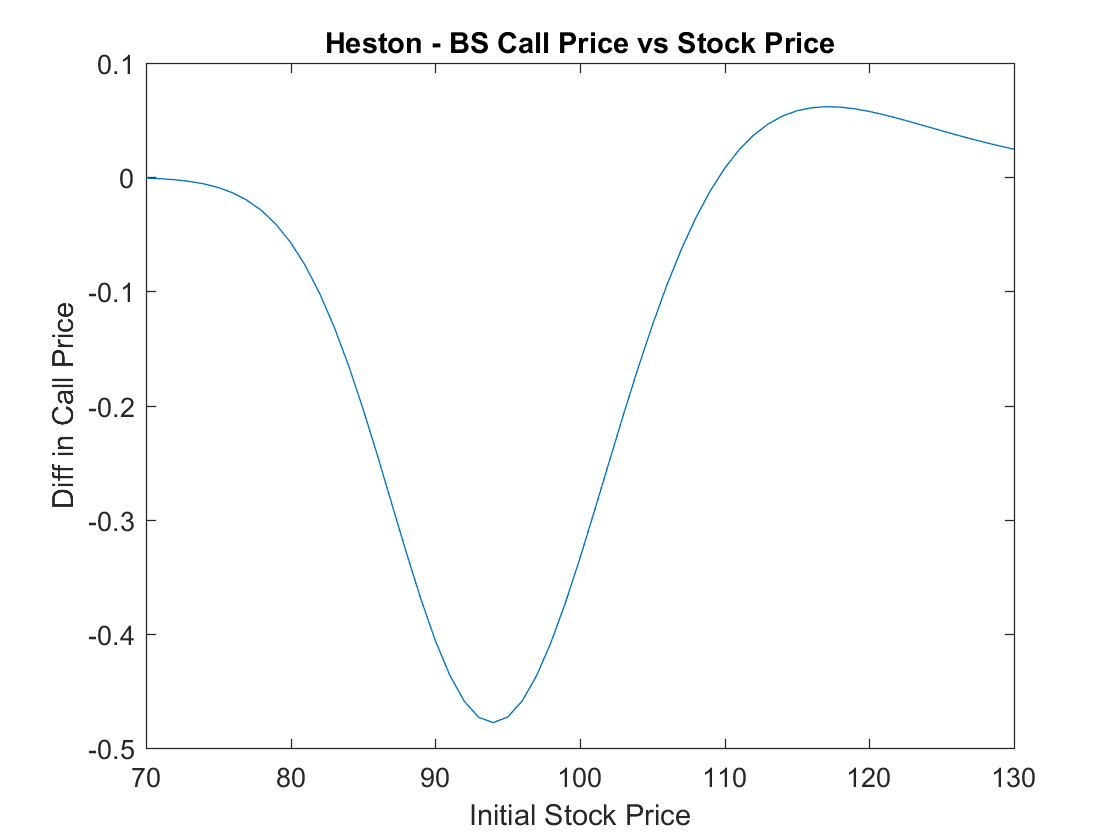 Heston - BS Call Price vs Stock Price
0.1
0
-0.1
-0.2
-0.3
-0.4
-0.5
Diff in Call Price
70 80 90 100 110 120 130
Initial Stock Price